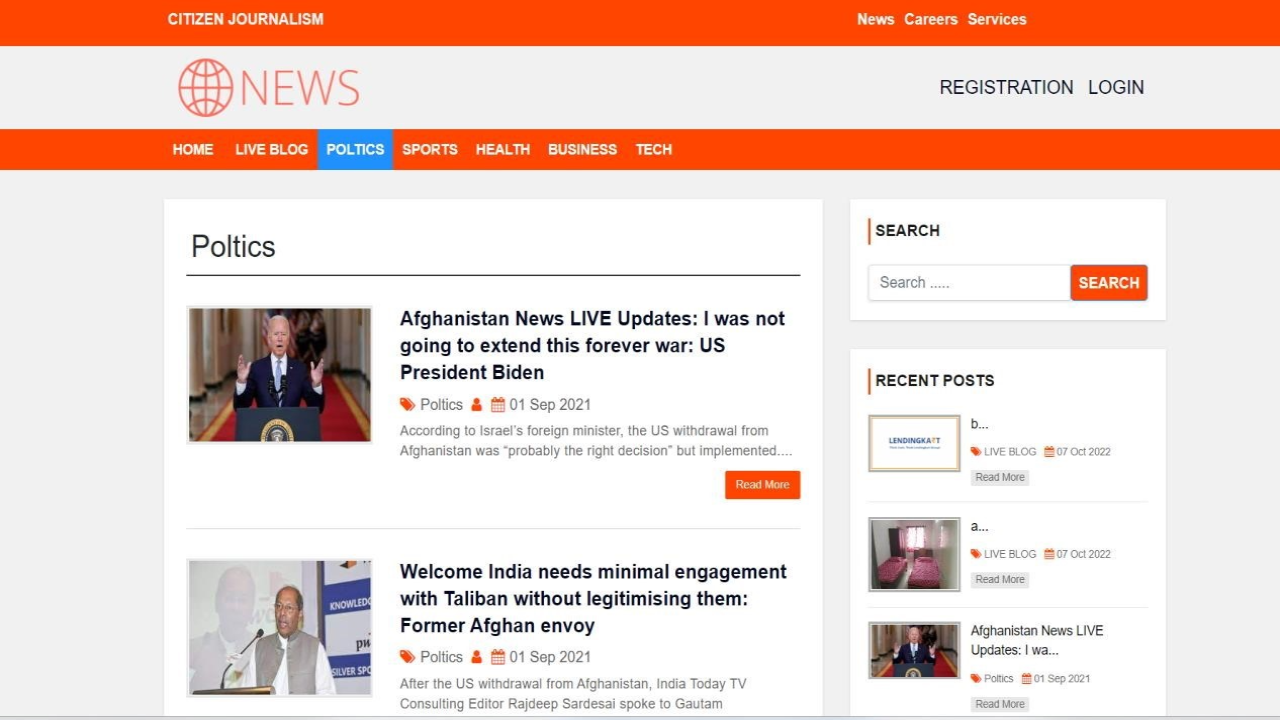 CITIZEN JOURNALISM
News Careers Services
NEWS
REGISTRATION LOGIN
HOME LIVE BLOG POLTICS SPORTS HEALTH BUSINESS TECH
Poltics
Afghanistan News LIVE Updates: I was not
going to extend this forever war: US
President Biden
Poltics 01 Sep 2021
According to Israel's foreign minister, the US withdrawal from
Afghanistan was “probably the right decision” but implemented....
Read More
KNOWLEDG
pw
SILVER SPO
Welcome India needs minimal engagement
with Taliban without legitimising them:
Former Afghan envoy
Poltics 01 Sep 2021
After the US withdrawal from Afghanistan, India Today TV
Consulting Editor Rajdeep Sardesai spoke to Gautam
SEARCH
Search .....
SEARCH
RECENT POSTS
LENDINGKART
b...
LIVE BLOG 07 Oct 2022
Read More
a...
LIVE BLOG 07 Oct 2022
Read More
Afghanistan News LIVE
Updates: I wa...
Poltics 01 Sep 2021
Read More